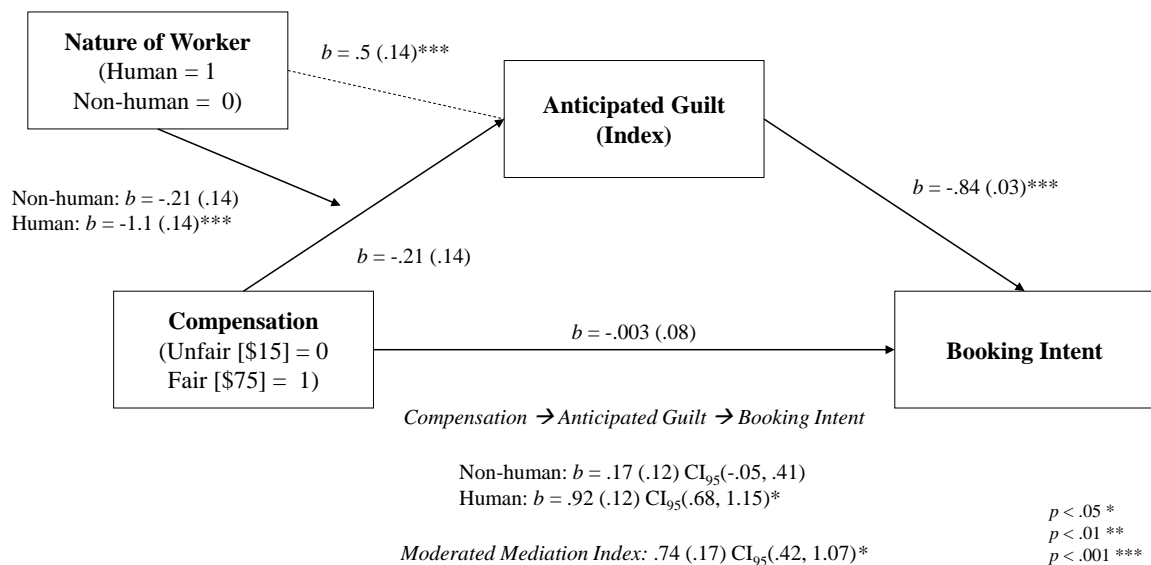 Nature of Worker
(Human = 1
Non-human = 0)
b = .5 (.14)***
Anticipated Guilt
(Index)
Non-human: b = -.21 (.14)
Human: b = -1.1 (.14)***
b = -.84 (.03)***
b = -.21 (.14)
Compensation
(Unfair [$15] = 0
Fair [$75] = 1)
b = -.003 (.08)
Booking Intent
Compensation → Anticipated Guilt → Booking Intent
Non-human: b = .17 (.12) CI₉₅(-.05, .41)
Human: b = .92 (.12) CI₉₅(.68, 1.15)*
Moderated Mediation Index: .74 (.17) CI₉₅(.42, 1.07)*
p < .05 *
p < .01 **
p < .001 ***